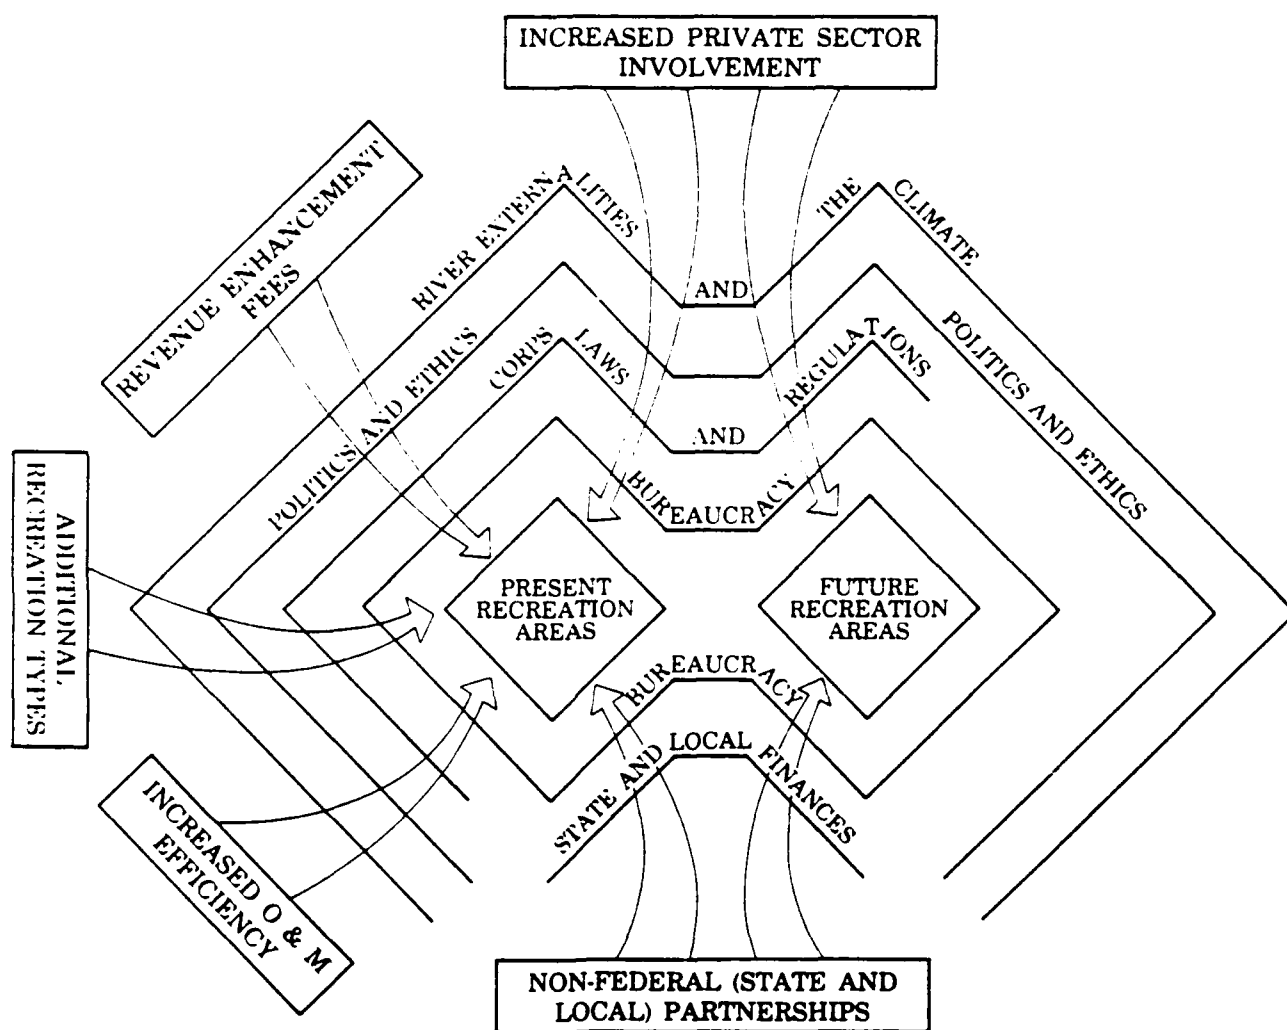 INCREASED PRIVATE SECTOR
INVOLVEMENT
REVENUE ENHANCEMENT
FEES
RIVER EXTERNALITIES
AND
THE
CLIMATE
POLITICS AND ETHICS
POLITICS AND ETHICS
CORPS
LAWS
AND
REGULATIONS
BUREAUCRACY
ADDITIONAL
RECREATION TYPES
PRESENT
RECREATION
AREAS
FUTURE
RECREATION
AREAS
BUREAUCRACY
STATE AND LOCAL FINANCES
INCREASED O & M
EFFICIENCY
NON-FEDERAL (STATE AND
LOCAL) PARTNERSHIPS